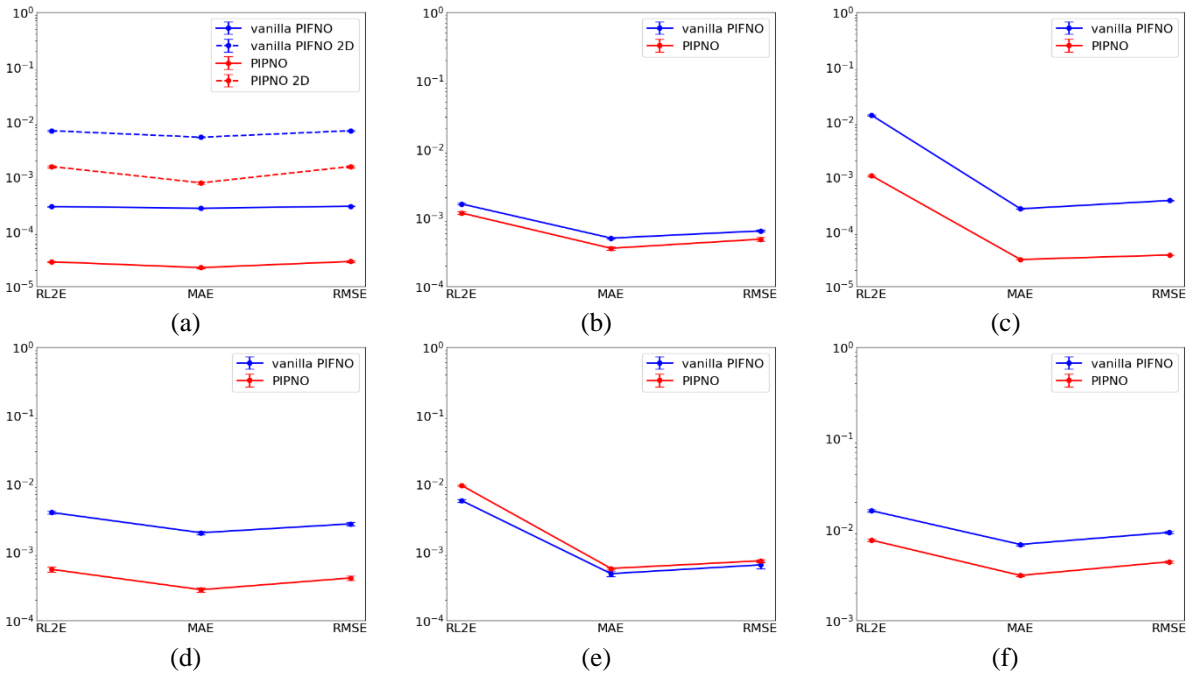 10^0
10^-1
10^-2
10^-3
10^-4
10^-5
RL2E MAE RMSE
vanilla PIFNO
vanilla PIFNO 2D
PIPNO
PIPNO 2D
(a)
10^0
10^-1
10^-2
10^-3
10^-4
RL2E MAE RMSE
vanilla PIFNO
PIPNO
(b)
10^0
10^-1
10^-2
10^-3
10^-4
10^-5
RL2E MAE RMSE
vanilla PIFNO
PIPNO
(c)
10^0
10^-1
10^-2
10^-3
10^-4
RL2E MAE RMSE
vanilla PIFNO
PIPNO
(d)
10^0
10^-1
10^-2
10^-3
10^-4
RL2E MAE RMSE
vanilla PIFNO
PIPNO
(e)
10^0
10^-1
10^-2
10^-3
RL2E MAE RMSE
vanilla PIFNO
PIPNO
(f)